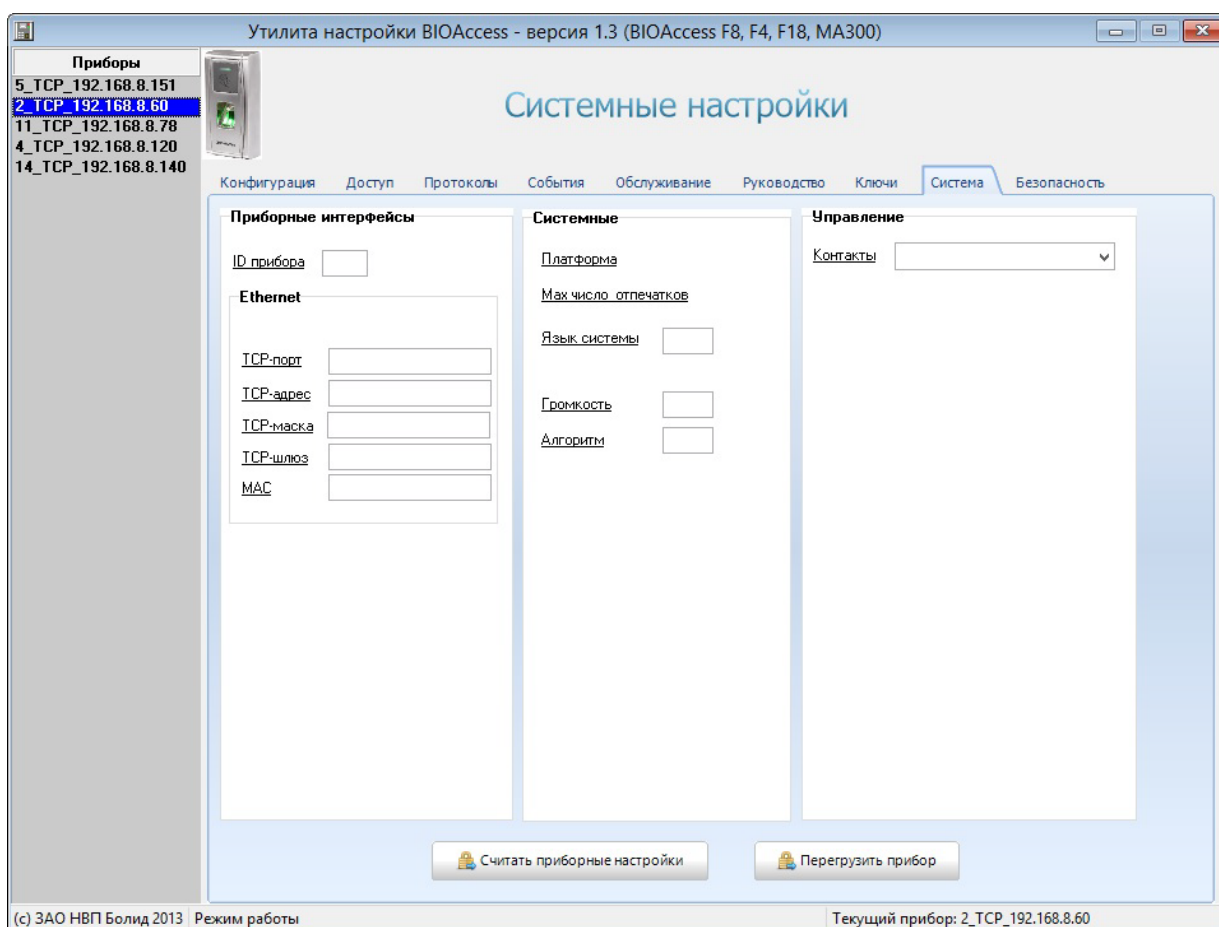 Утилита настройки BIOAccess - версия 1.3 (BIOAccess F8, F4, F18, MA300)
Приборы
5_TCP_192.168.8.151
2_TCP_192.168.8.60
11_TCP_192.168.8.78
4_TCP_192.168.8.120
14_TCP_192.168.8.140
Системные настройки
Конфигурация Доступ Протоколы События Обслуживание Руководство Ключи Система Безопасность
Приборные интерфейсы
ID прибора
Ethernet
TCP-порт
TCP-адрес
TCP-маска
TCP-шлюз
MAC
Системные
Платформа
Мах число отпечатков
Язык системы
Громкость
Алгоритм
Управление
Контакты
Считать приборные настройки
Перегрузить прибор
(c) ЗАО НВП Болид 2013 Режим работы Текущий прибор: 2_TCP_192.168.8.60